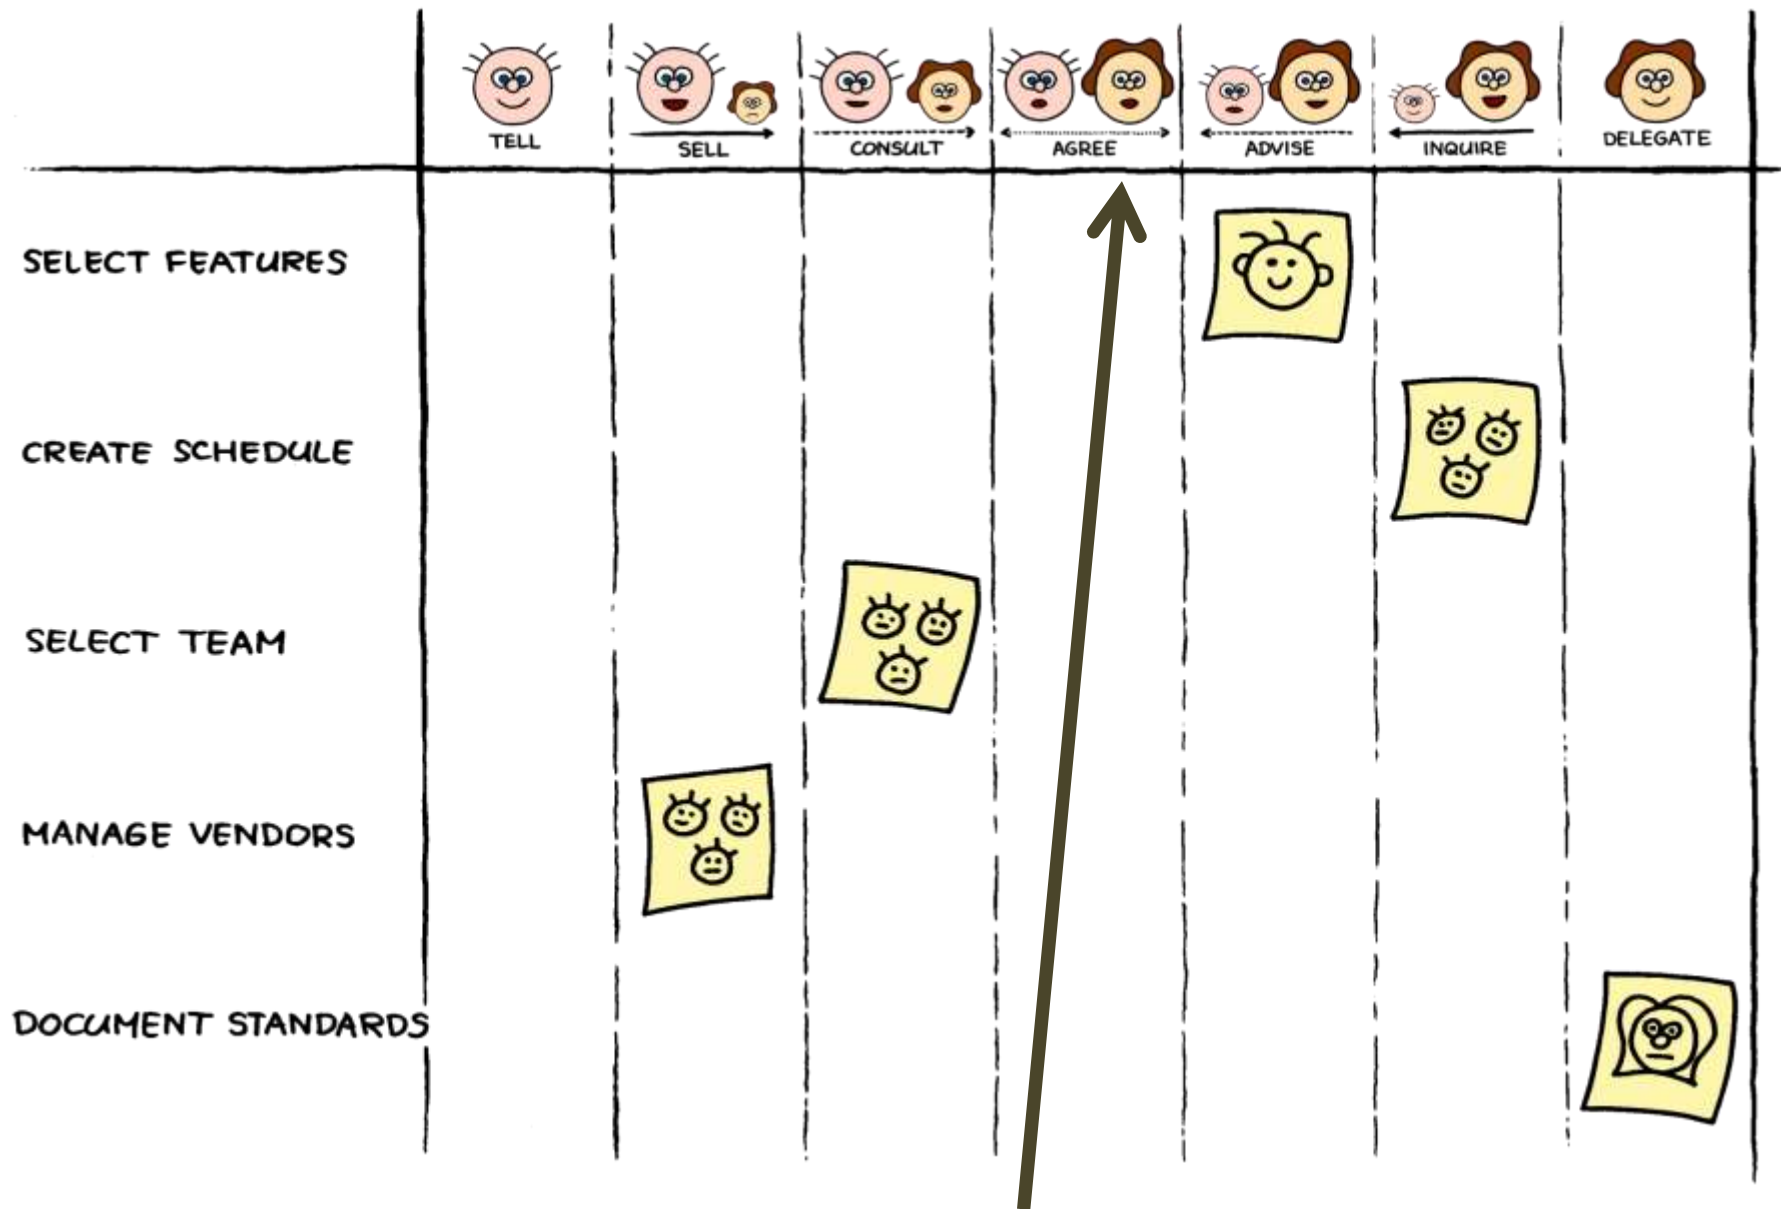 TELL
SELL
CONSULT
AGREE
ADVISE
INQUIRE
DELEGATE
SELECT FEATURES
CREATE SCHEDULE
SELECT TEAM
MANAGE VENDORS
DOCUMENT STANDARDS